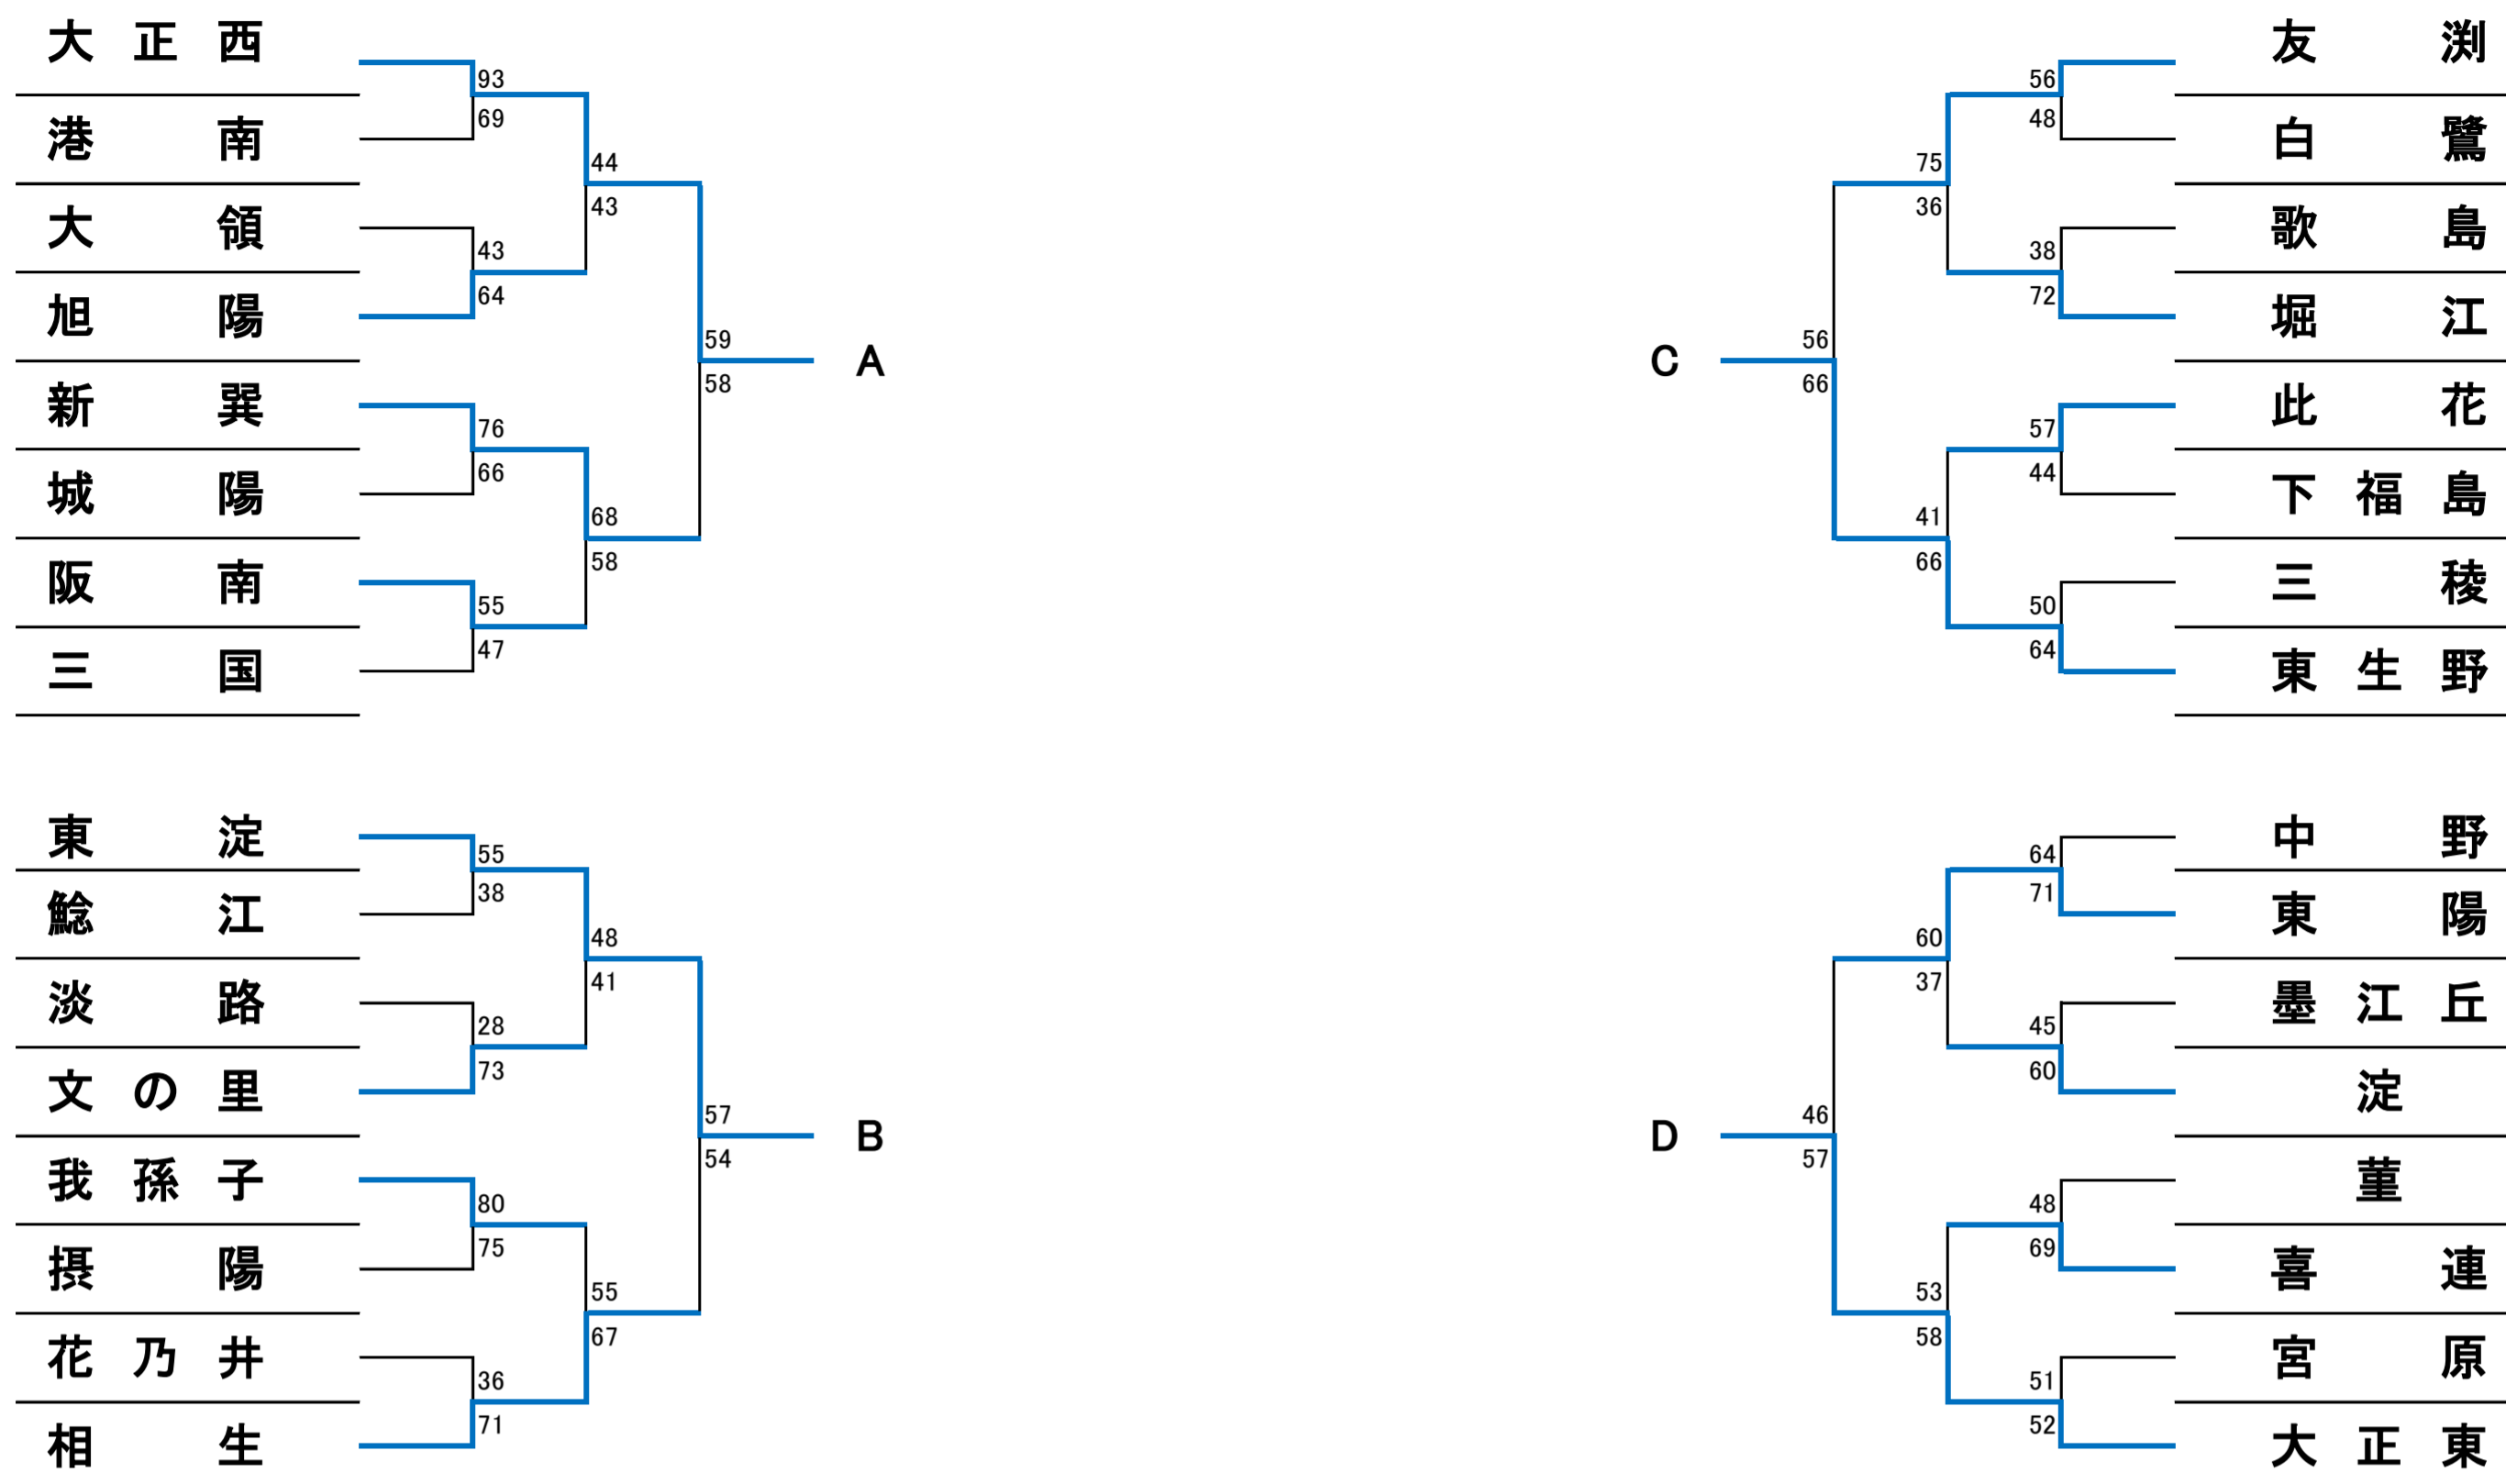 大正西
93
69
港南
44
43
大領
43
64
旭陽
59
58
A
新巽
76
66
城陽
68
58
阪南
55
47
三国
友渕
56
48
白鷺
75
36
歌島
38
72
堀江
56
66
C
此花
57
44
下福島
41
66
三稜
50
64
東生野
東淀
55
38
鯰江
48
41
淡路
28
73
文の里
57
54
B
我孫子
80
75
摂陽
55
67
花乃井
36
71
相生
中野
64
71
東陽
60
37
墨江丘
45
60
淀
46
57
D
菫
48
69
喜連
53
58
宮原
51
52
大正東